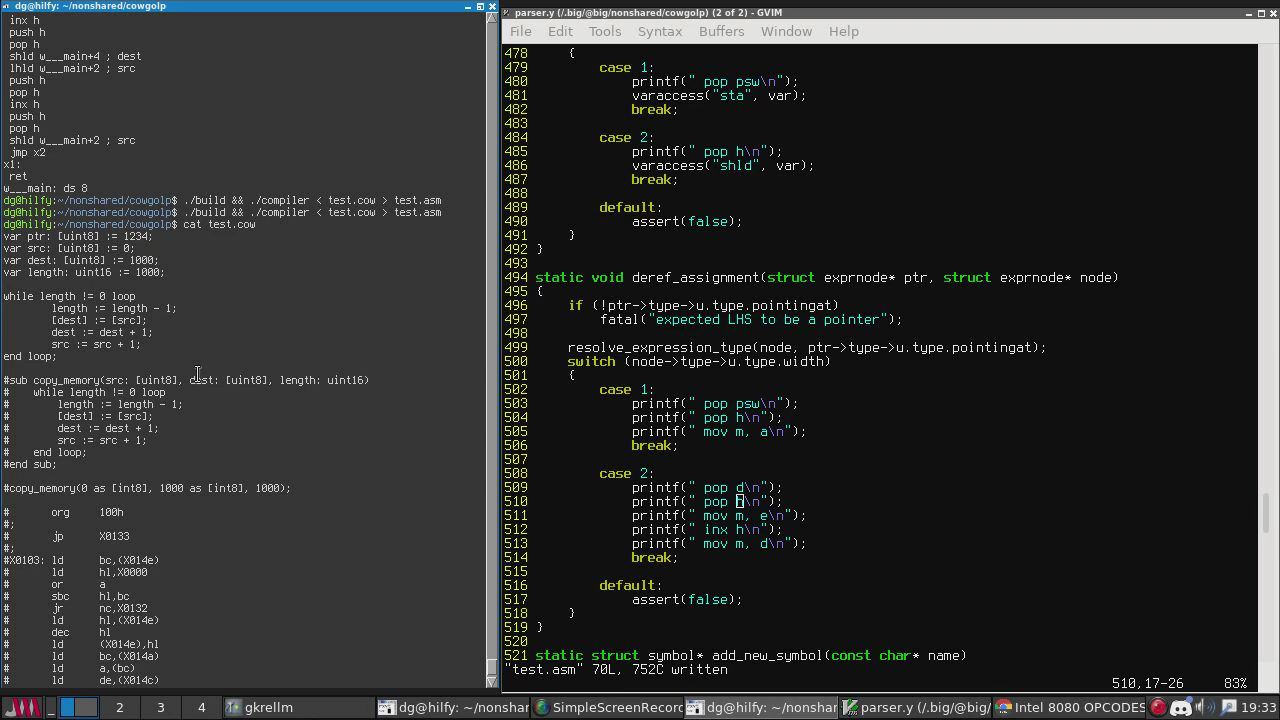 dg@hilfy: ~/nonshared/cowgolp
inx h
push h
pop h
shld w___main+4 ; dest
lhld w___main+2 ; src
push h
pop h
inx h
push h
pop h
shld w___main+2 ; src
jmp x2
x1:
ret
w___main: ds 8
dg@hilfy:~/nonshared/cowgolp$ ./build && ./compiler < test.cow > test.asm
dg@hilfy:~/nonshared/cowgolp$ ./build && ./compiler < test.cow > test.asm
dg@hilfy:~/nonshared/cowgolp$ cat test.cow
var ptr: [uint8] := 1234;
var src: [uint8] := 0;
var dest: [uint8] := 1000;
var length: uint16 := 1000;
while length != 0 loop
length := length - 1;
[dest] := [src];
dest := dest + 1;
src := src + 1;
end loop;
#sub copy_memory(src: [uint8], dest: [uint8], length: uint16)
#    while length != 0 loop
#        length := length - 1;
#        [dest] := [src];
#        dest := dest + 1;
#        src := src + 1;
#    end loop;
#end sub;
#copy_memory(0 as [int8], 1000 as [int8], 1000);
#       org     100h
#;
#       jp      X0133
#;
#X0103: ld      bc,(X014e)
#       ld      hl,X0000
#       or      a
#       sbc     hl,bc
#       jr      nc,X0132
#       ld      hl,(X014e)
#       dec     hl
#       ld      (X014e),hl
#       ld      bc,(X014a)
#       ld      a,(bc)
#       ld      de,(X014c)
parser.y (/.big/@big/nonshared/cowgolp) (2 of 2) - GVIM
File Edit Tools Syntax Buffers Window Help
478     {
479         case 1:
480             printf(" pop psw\n");
481             varaccess("sta", var);
482             break;
483
484         case 2:
485             printf(" pop h\n");
486             varaccess("shld", var);
487             break;
488
489         default:
490             assert(false);
491     }
492 }
493
494 static void deref_assignment(struct exprnode* ptr, struct exprnode* node)
495 {
496     if (!ptr->type->u.type.pointingat)
497         fatal("expected LHS to be a pointer");
498
499     resolve_expression_type(node, ptr->type->u.type.pointingat);
500     switch (node->type->u.type.width)
501     {
502         case 1:
503             printf(" pop psw\n");
504             printf(" pop h\n");
505             printf(" mov m, a\n");
506             break;
507
508         case 2:
509             printf(" pop d\n");
510             printf(" pop h\n");
511             printf(" mov m, e\n");
512             printf(" inx h\n");
513             printf(" mov m, d\n");
514             break;
515
516         default:
517             assert(false);
518     }
519 }
520
521 static struct symbol* add_new_symbol(const char* name)
"test.asm" 70L, 752C written
510,17-26 83%
2 3 4 gkrellm dg@hilfy: ~/nonshar SimpleScreenRecor dg@hilfy: ~/nonshar parser.y (/.big/@big/ Intel 8080 OPCODES 19:33